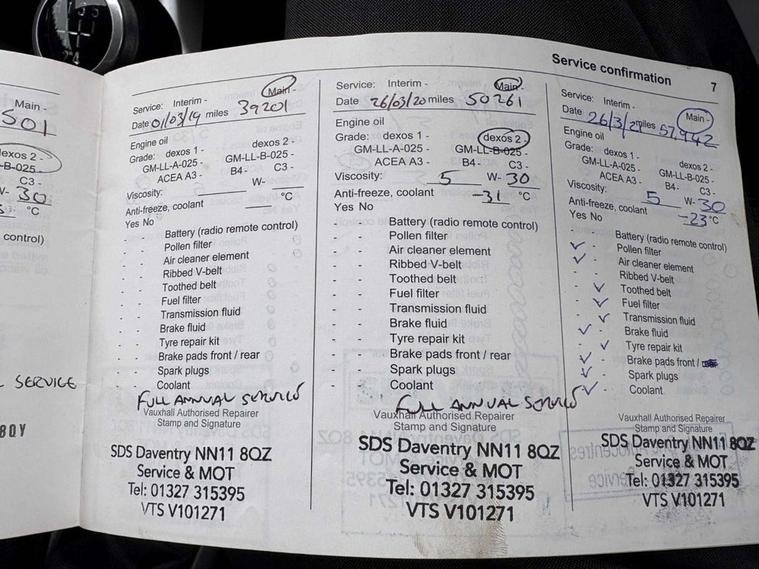 Service confirmation 7
Main -
501
dexos 2 -
GM-LL-B-025 -
C3 -
W- 30
°C
control)
SERVICE
8QY
Service: Interim - Main -
Date 01/03/19 miles 39201
Engine oil
Grade: dexos 1 - dexos 2 -
GM-LL-A-025 - GM-LL-B-025 -
ACEA A3 - B4- C3 -
Viscosity: W-
Anti-freeze, coolant °C
Yes No
- - Battery (radio remote control)
- - Pollen filter
- - Air cleaner element
- - Ribbed V-belt
- - Toothed belt
- - Fuel filter
- - Transmission fluid
- - Brake fluid
- - Tyre repair kit
- - Brake pads front / rear
- - Spark plugs
- - Coolant
FULL ANNUAL SERVICE
Vauxhall Authorised Repairer
Stamp and Signature
SDS Daventry NN11 8QZ
Service & MOT
Tel: 01327 315395
VTS V101271
Service: Interim - Main -
Date 26/03/20 miles 50261
Engine oil
Grade: dexos 1 - dexos 2 -
GM-LL-A-025 - GM-LL-B-025 -
ACEA A3 - B4- C3 -
Viscosity: 5 W- 30
Anti-freeze, coolant -31 °C
Yes No
- - Battery (radio remote control)
- - Pollen filter
- - Air cleaner element
- - Ribbed V-belt
- - Toothed belt
- - Fuel filter
- - Transmission fluid
- - Brake fluid
- - Tyre repair kit
- - Brake pads front / rear
- - Spark plugs
- - Coolant
FULL ANNUAL SERVICE
Vauxhall Authorised Repairer
Stamp and Signature
SDS Daventry NN11 8QZ
Service & MOT
Tel: 01327 315395
VTS V101271
Service: Interim - Main -
Date 26/3/21 miles 57,942
Engine oil
Grade: dexos 1 - dexos 2 -
GM-LL-A-025 - GM-LL-B-025 -
ACEA A3 - B4- C3 -
Viscosity: 5 W- 30
Anti-freeze, coolant -23 °C
Yes No
Battery (radio remote control)
Pollen filter
Air cleaner element
Ribbed V-belt
Toothed belt
Fuel filter
Transmission fluid
Brake fluid
Tyre repair kit
Brake pads front /
Spark plugs
Coolant
Vauxhall Authorised Repairer
Stamp and Signature
SDS Daventry NN11 8QZ
Service & MOT
Tel: 01327 315395
VTS V101271